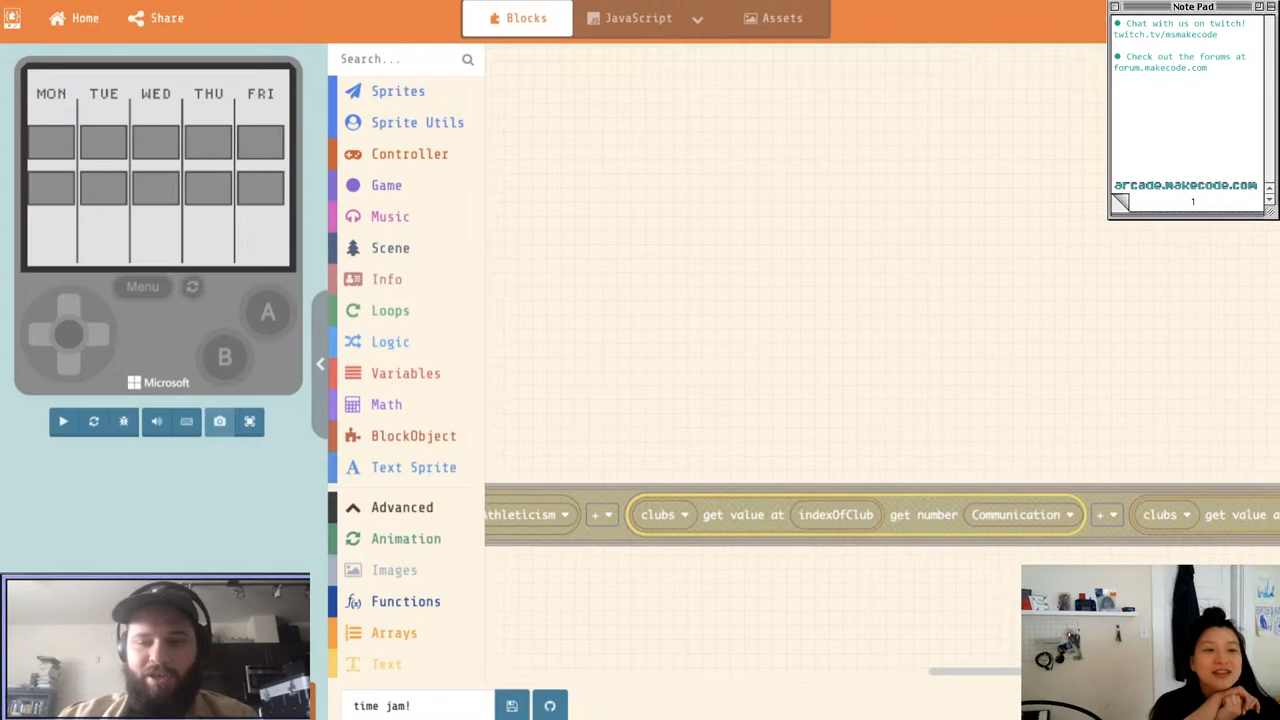 Home
Share
Blocks
JavaScript
Assets
Note Pad
Chat with us on twitch!
twitch.tv/msmakecode
Check out the forums at
forum.makecode.com
arcade.makecode.com
1
MON TUE WED THU FRI
Menu
A
B
Microsoft
Search...
Sprites
Sprite Utils
Controller
Game
Music
Scene
Info
Loops
Logic
Variables
Math
BlockObject
Text Sprite
Advanced
Animation
Images
Functions
Arrays
Text
thleticism + clubs get value at indexOfClub get number Communication + clubs get value a
time jam!